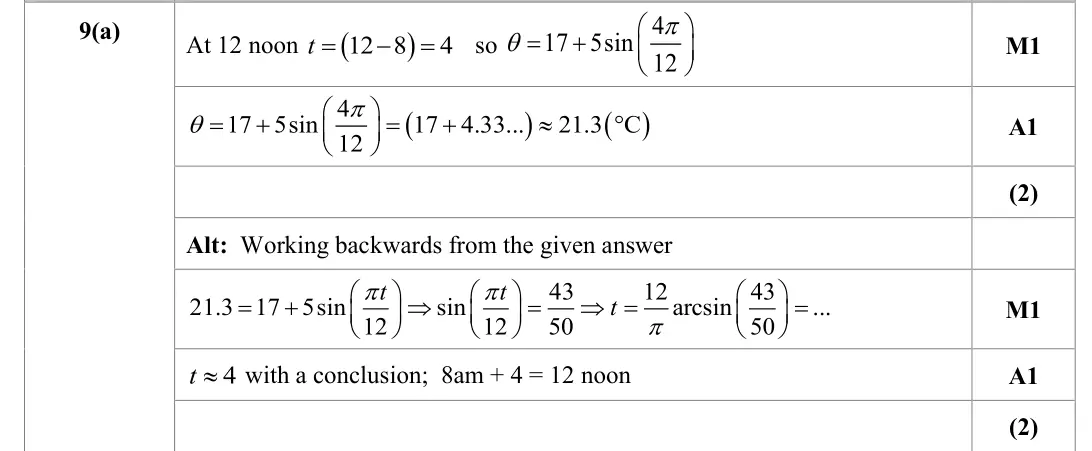 9(a)
At 12 noon t = (12 − 8) = 4 so θ = 17 + 5sin(4π/12) M1
θ = 17 + 5sin(4π/12) = (17 + 4.33...) ≈ 21.3(°C) A1
(2)
Alt: Working backwards from the given answer
21.3 = 17 + 5sin(πt/12) ⇒ sin(πt/12) = 43/50 ⇒ t = 12/π arcsin(43/50) = ... M1
t ≈ 4 with a conclusion; 8am + 4 = 12 noon A1
(2)